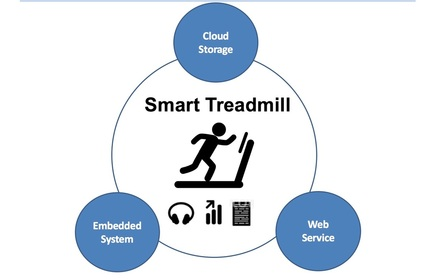 Cloud
Storage
Smart Treadmill
Embedded
System
Web
Service